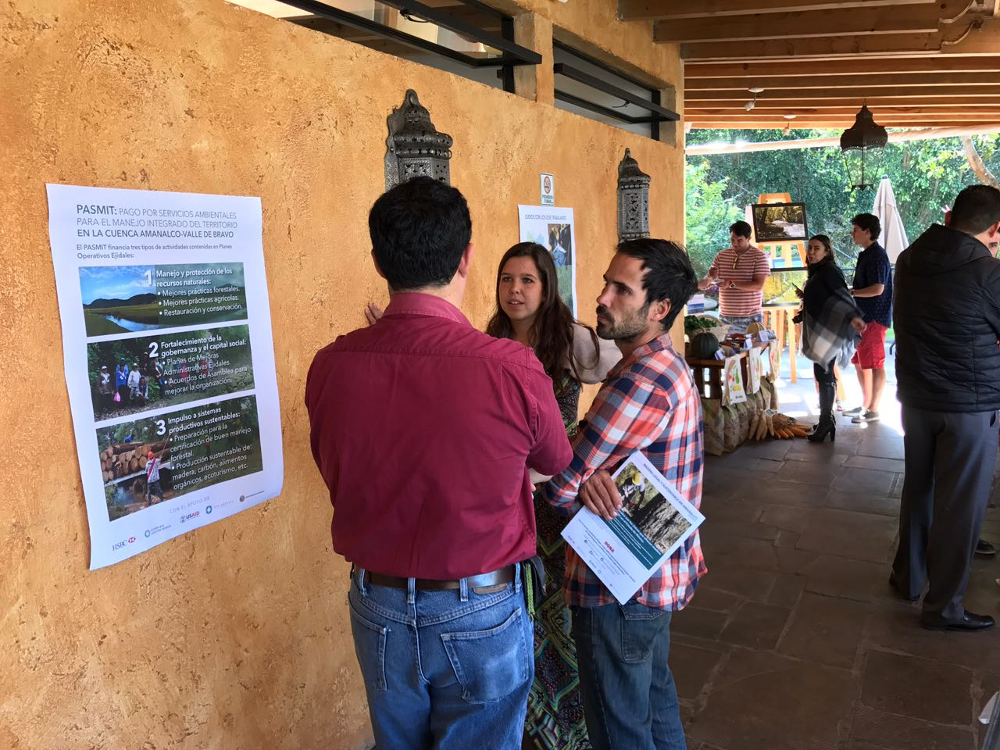 PASMIT: PAGO POR SERVICIOS AMBIENTALES
PARA EL MANEJO INTEGRADO DEL TERRITORIO
EN LA CUENCA AMANALCO-VALLE DE BRAVO
El PASMIT financia tres tipos de actividades contenidas en Planes
Operativos Ejidales:
1 Manejo y protección de los
recursos naturales:
• Mejores prácticas forestales.
• Mejores prácticas agrícolas.
• Restauración y conservación.
2 Fortalecimiento de la
gobernanza y el capital social:
• Planes de Mejoras
Administrativas Ejidales.
• Acuerdos de Asamblea para
mejorar la organización.
3 Impulso a sistemas
productivos sustentables:
• Preparación para la
certificación de buen manejo
forestal.
• Producción sustentable de:
madera, carbón, alimentos
orgánicos, ecoturismo, etc.
CON EL APOYO DE
HSBC
USAID
EJIDOS CON LOS QUE TRABAJAMOS
DONA